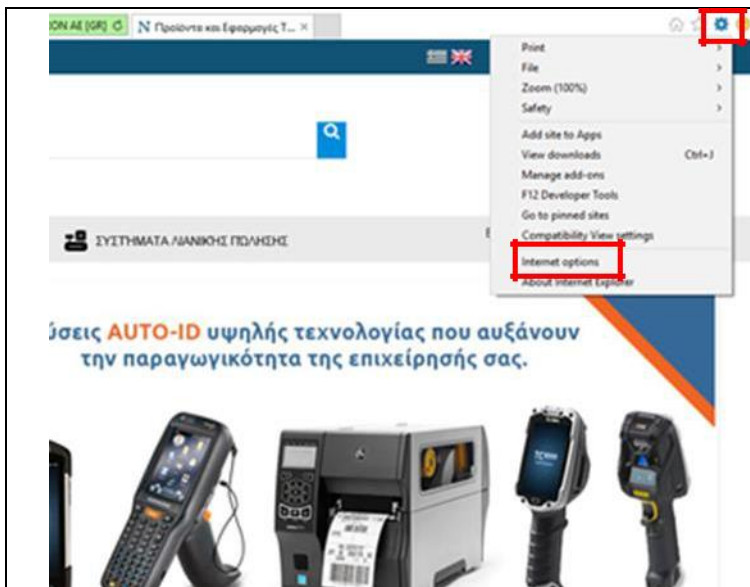 ON AE [GR]
N Προϊόντα και Εφαρμογές Τ...
Print
File
Zoom (100%)
Safety
Add site to Apps
View downloads Ctrl+J
Manage add-ons
F12 Developer Tools
Go to pinned sites
Compatibility View settings
Internet options
About Internet Explorer
ΣΥΣΤΗΜΑΤΑ ΛΙΑΝΙΚΗΣ ΠΩΛΗΣΗΣ
ύσεις AUTO-ID υψηλής τεχνολογίας που αυξάνουν
την παραγωγικότητα της επιχείρησής σας.